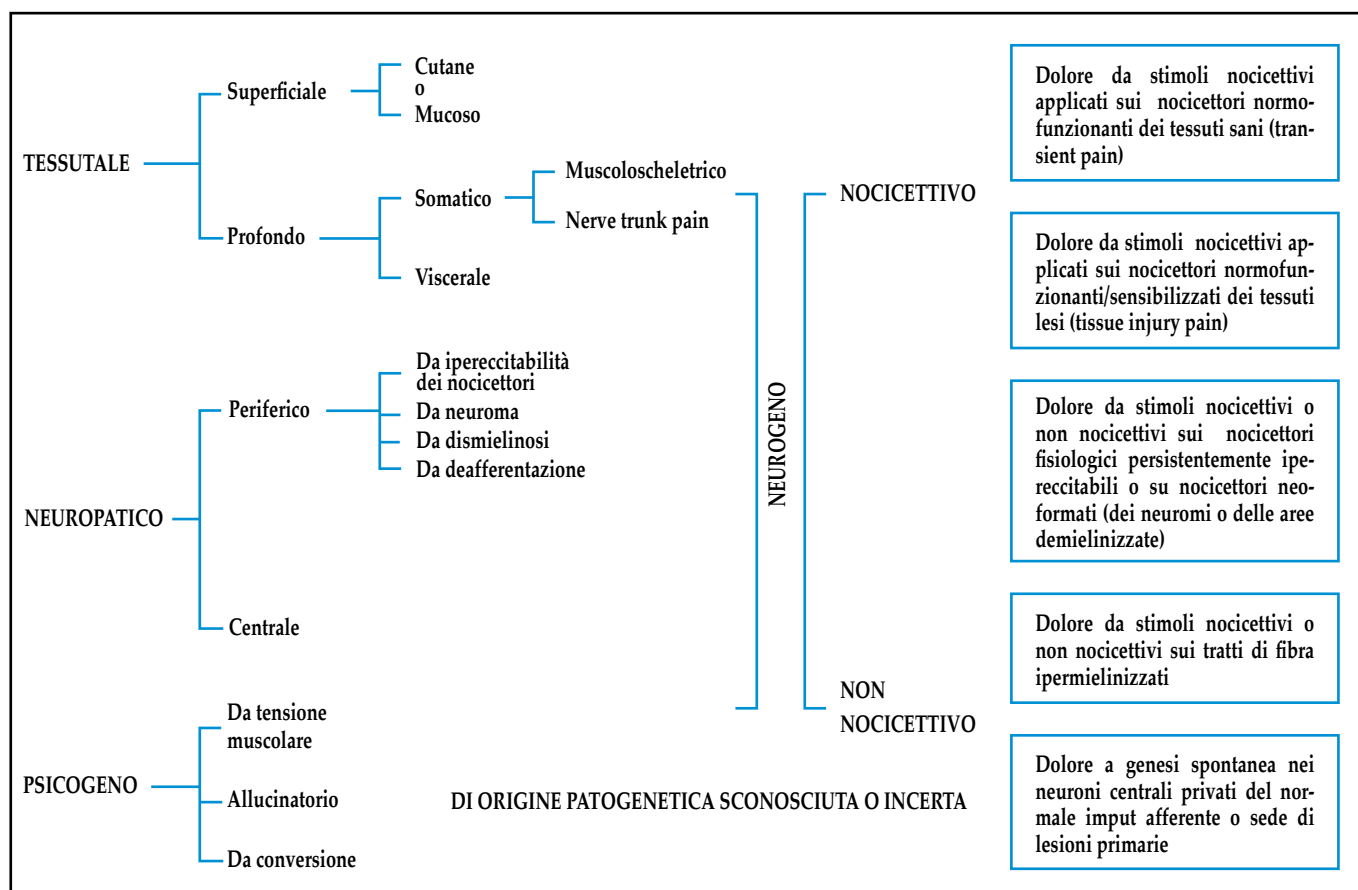 TESSUTALE
Superficiale
Cutane
o
Mucoso
Profondo
Somatico
Muscoloscheletrico
Nerve trunk pain
Viscerale
NEUROPATICO
Periferico
Da ipereccitabilità
dei nocicettori
Da neuroma
Da dismielinosi
Da deafferentazione
Centrale
PSICOGENO
Da tensione
muscolare
Allucinatorio
Da conversione
NEUROGENO
NOCICETTIVO
NON
NOCICETTIVO
DI ORIGINE PATOGENETICA SCONOSCIUTA O INCERTA
Dolore da stimoli nocicettivi
applicati sui nocicettori normo-
funzionanti dei tessuti sani (tran-
sient pain)
Dolore da stimoli nocicettivi ap-
plicati sui nocicettori normofun-
zionanti/sensibilizzati dei tessuti
lesi (tissue injury pain)
Dolore da stimoli nocicettivi o
non nocicettivi sui nocicettori
fisiologici persistentemente ipe-
reccitabili o su nocicettori neo-
formati (dei neuromi o delle aree
demielinizzate)
Dolore da stimoli nocicettivi o
non nocicettivi sui tratti di fibra
ipermielinizzati
Dolore a genesi spontanea nei
neuroni centrali privati del nor-
male imput afferente o sede di
lesioni primarie